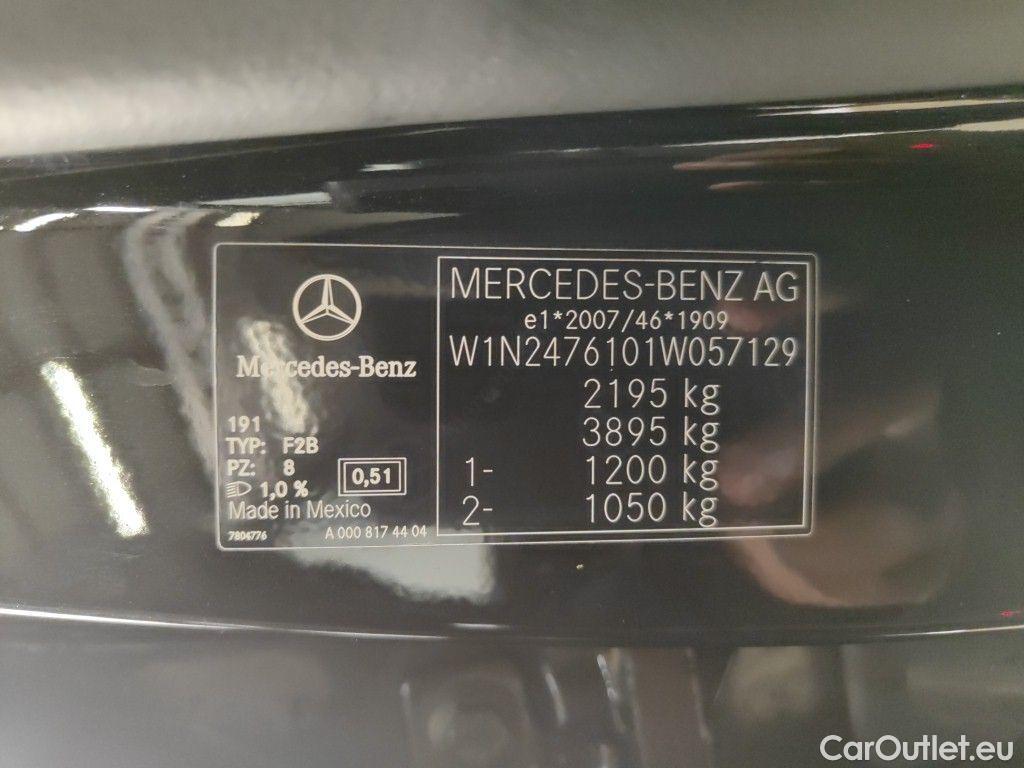 Mercedes-Benz
191
TYP: F2B
PZ: 8
1,0 %
0,51
Made in Mexico
7804776
A 000 817 44 04
MERCEDES-BENZ AG
e1*2007/46*1909
W1N2476101W057129
2195 kg
3895 kg
1- 1200 kg
2- 1050 kg
CarOutlet.eu